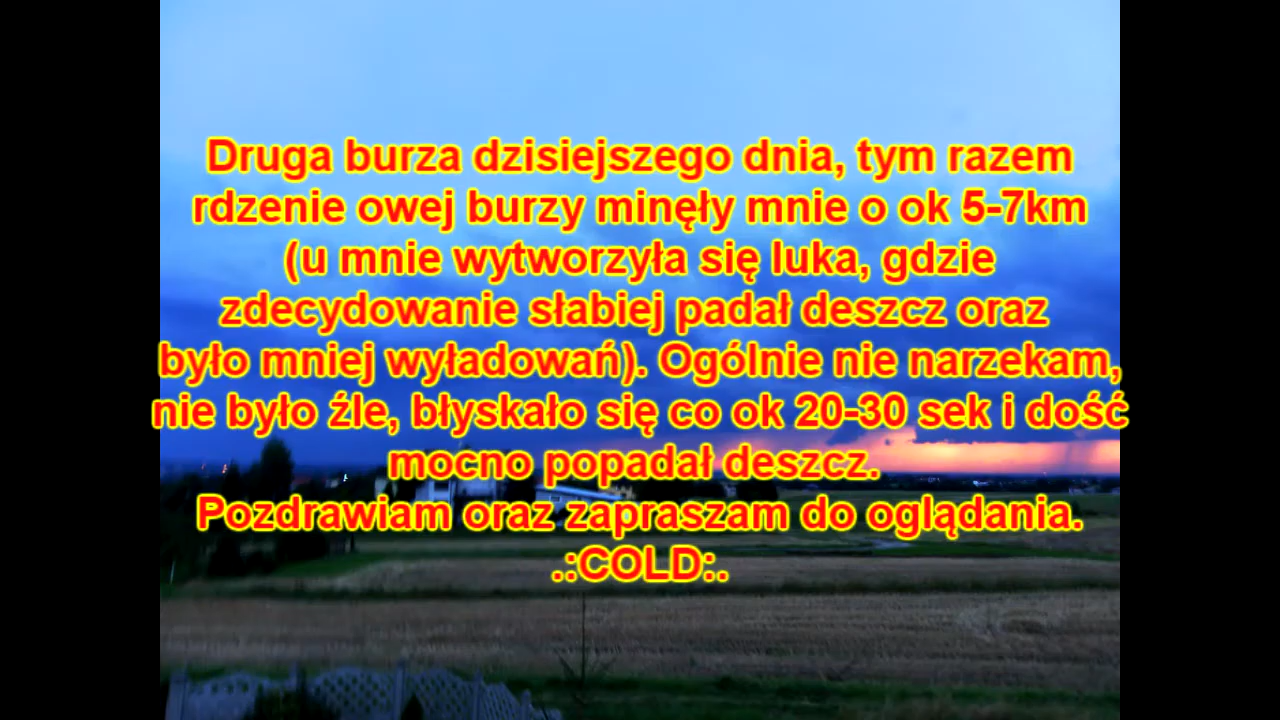 Druga burza dzisiejszego dnia, tym razem
rdzenie owej burzy minęły mnie o ok 5-7km
(u mnie wytworzyła się luka, gdzie
zdecydowanie słabiej padał deszcz oraz
było mniej wyładowań). Ogólnie nie narzekam,
nie było źle, błyskało się co ok 20-30 sek i dość
mocno popadał deszcz.
Pozdrawiam oraz zapraszam do oglądania.
.:COLD:.